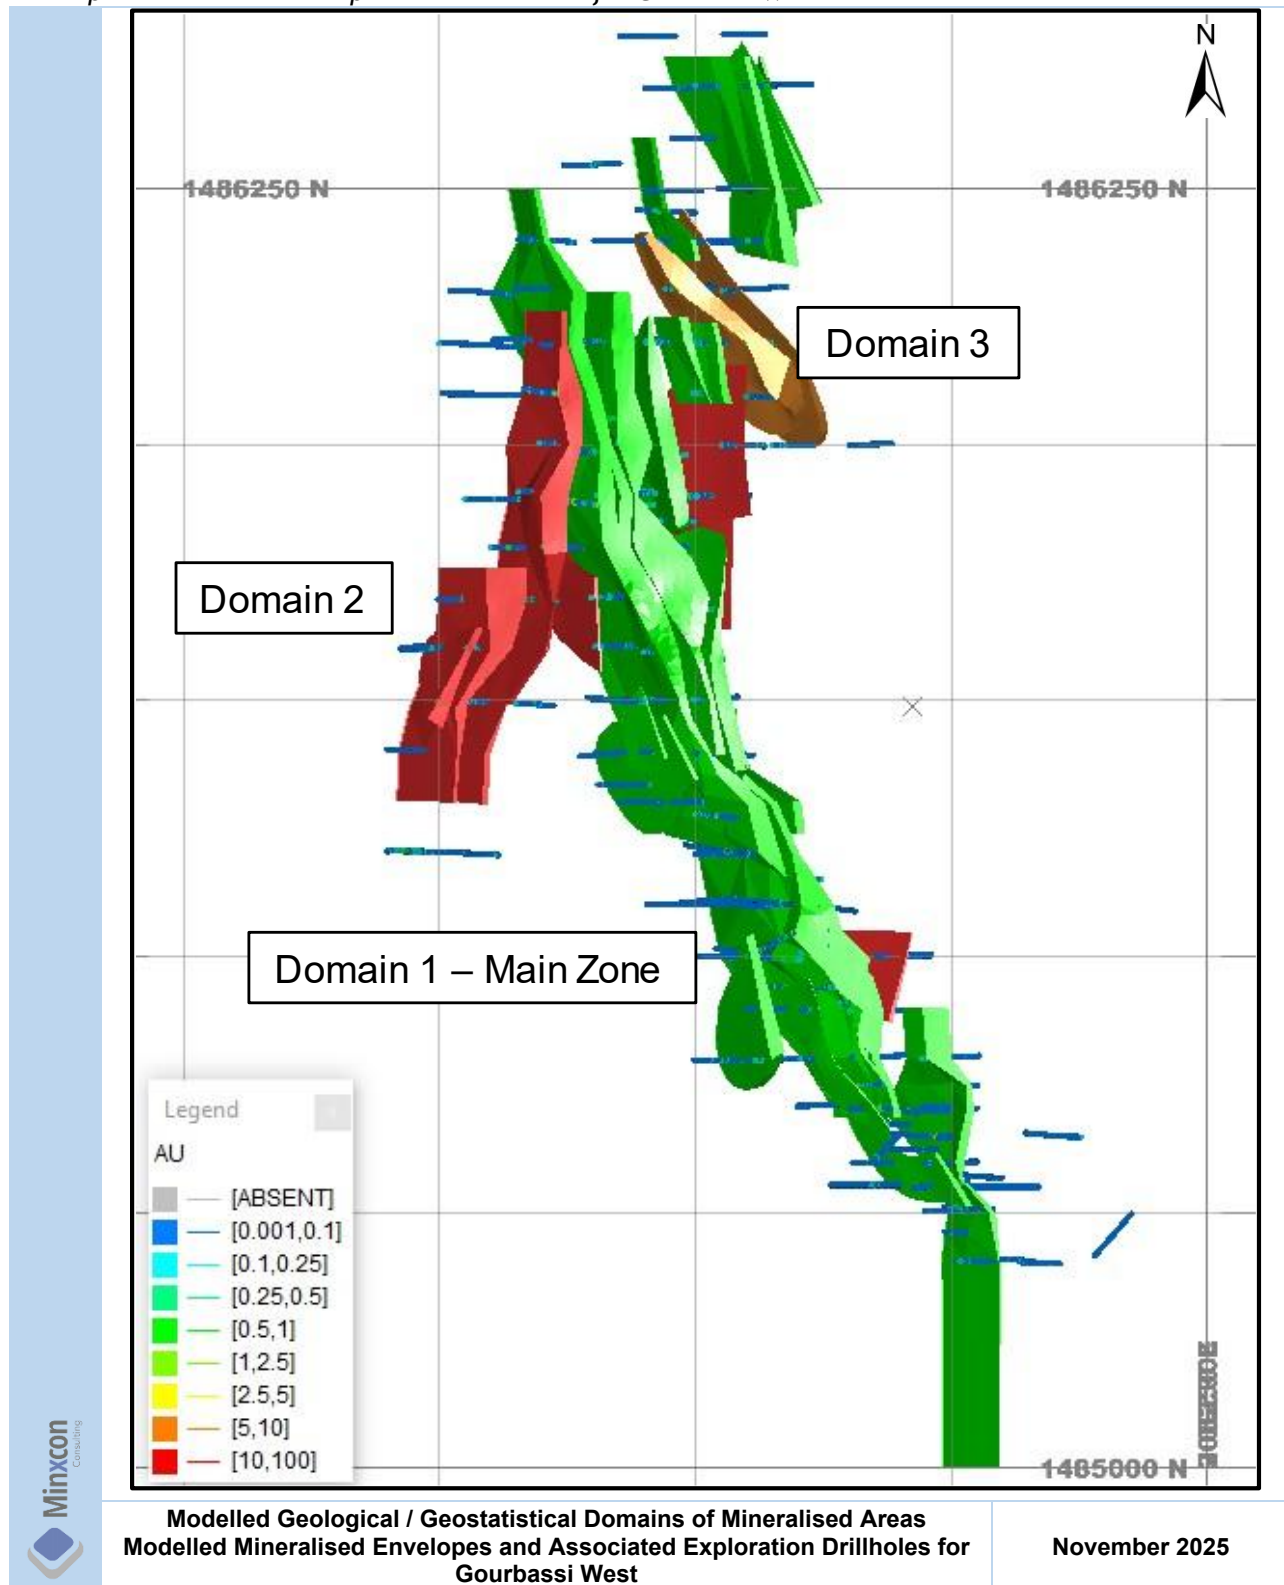 N
1486250 N
1486250 N
Domain 3
Domain 2
Domain 1 – Main Zone
Legend
AU
[ABSENT]
[0.001,0.1]
[0.1,0.25]
[0.25,0.5]
[0.5,1]
[1,2.5]
[2.5,5]
[5,10]
[10,100]
1485000 N
Minxcon
Consulting
Modelled Geological / Geostatistical Domains of Mineralised Areas
Modelled Mineralised Envelopes and Associated Exploration Drillholes for
Gourbassi West
November 2025